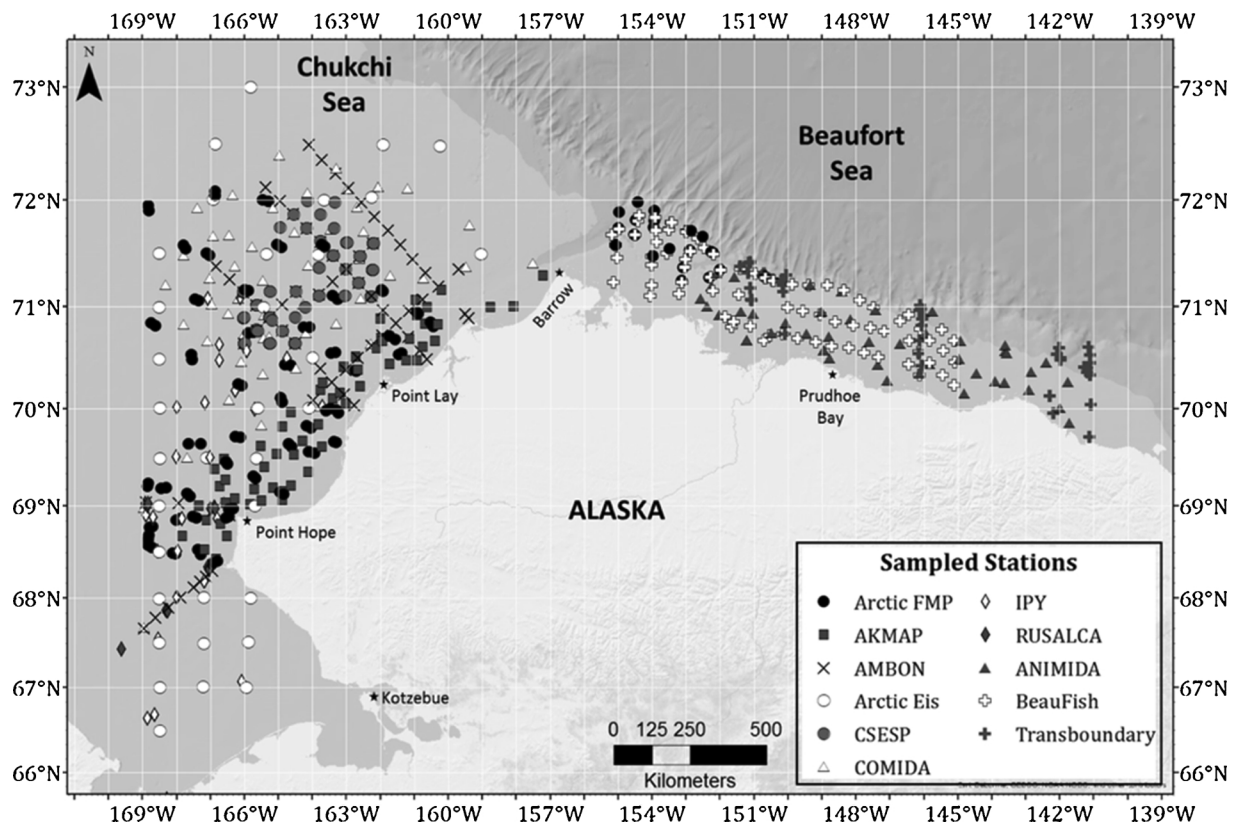 169°W 166°W 163°W 160°W 157°W 154°W 151°W 148°W 145°W 142°W 139°W
N
Chukchi
Sea
73°N 73°N
Beaufort
Sea
72°N 72°N
71°N 71°N
Barrow
Point Lay
Prudhoe
Bay
70°N 70°N
69°N 69°N
ALASKA
Point Hope
Sampled Stations
68°N 68°N
Arctic FMP IPY
AKMAP RUSALCA
AMBON ANIMIDA
67°N 67°N
Kotzebue
Arctic Eis BeauFish
CSESP Transboundary
COMIDA
0 125 250 500
Kilometers
66°N 66°N
169°W 166°W 163°W 160°W 157°W 154°W 151°W 148°W 145°W 142°W 139°W